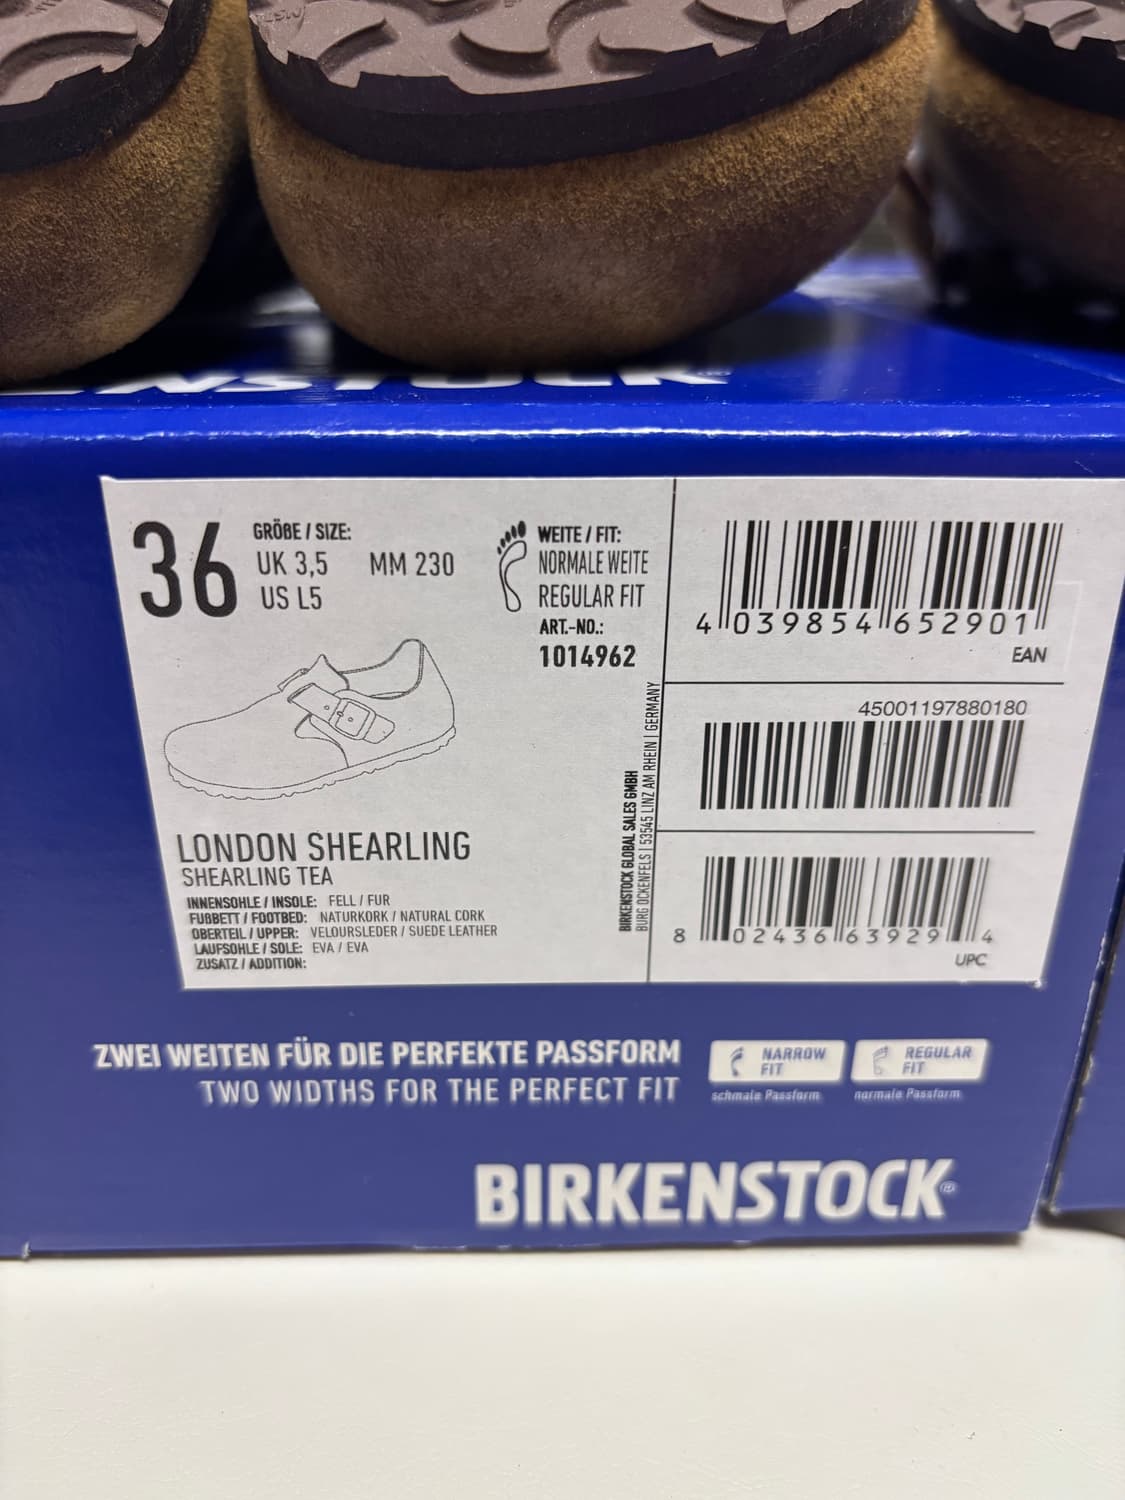 36
GRÖßE / SIZE:
UK 3,5 MM 230
US L5
WEITE / FIT:
NORMALE WEITE
REGULAR FIT
ART.-NO.:
1014962
LONDON SHEARLING
SHEARLING TEA
INNENSOHLE / INSOLE: FELL / FUR
FUßBETT / FOOTBED: NATURKORK / NATURAL CORK
OBERTEIL / UPPER: VELOURSLEDER / SUEDE LEATHER
LAUFSOHLE / SOLE: EVA / EVA
ZUSATZ / ADDITION:
BIRKENSTOCK GLOBAL SALES GMBH
BURG OCKENFELS | 53545 LINZ AM RHEIN | GERMANY
4 039854 652901
EAN
45001197880180
8 02436 63929 4
UPC
ZWEI WEITEN FÜR DIE PERFEKTE PASSFORM
TWO WIDTHS FOR THE PERFECT FIT
NARROW
FIT
schmale Passform
REGULAR
FIT
normale Passform
BIRKENSTOCK®